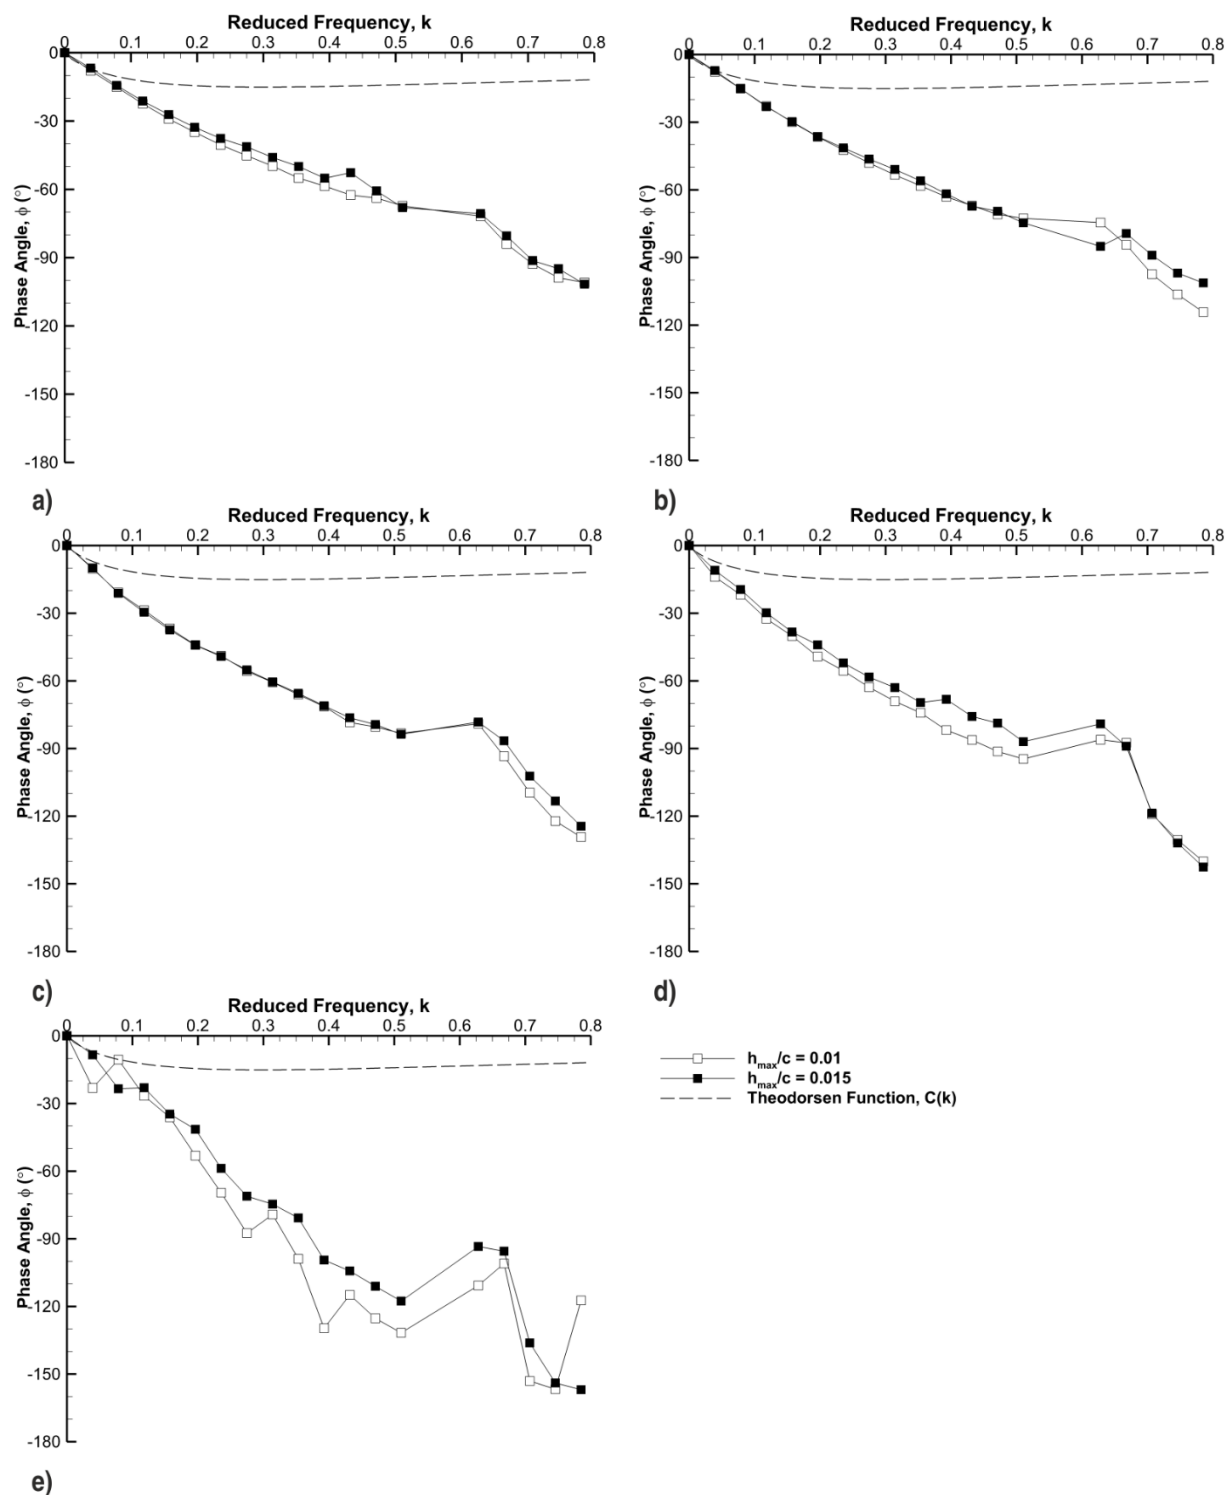 Reduced Frequency, k
0 0.1 0.2 0.3 0.4 0.5 0.6 0.7 0.8
0
-30
-60
-90
-120
-150
-180
Phase Angle, ϕ (°)
a)
Reduced Frequency, k
0 0.1 0.2 0.3 0.4 0.5 0.6 0.7 0.8
0
-30
-60
-90
-120
-150
-180
Phase Angle, ϕ (°)
b)
Reduced Frequency, k
0 0.1 0.2 0.3 0.4 0.5 0.6 0.7 0.8
0
-30
-60
-90
-120
-150
-180
Phase Angle, ϕ (°)
c)
Reduced Frequency, k
0 0.1 0.2 0.3 0.4 0.5 0.6 0.7 0.8
0
-30
-60
-90
-120
-150
-180
Phase Angle, ϕ (°)
d)
Reduced Frequency, k
0 0.1 0.2 0.3 0.4 0.5 0.6 0.7 0.8
0
-30
-60
-90
-120
-150
-180
Phase Angle, ϕ (°)
e)
h_max/c = 0.01
h_max/c = 0.015
Theodorsen Function, C(k)